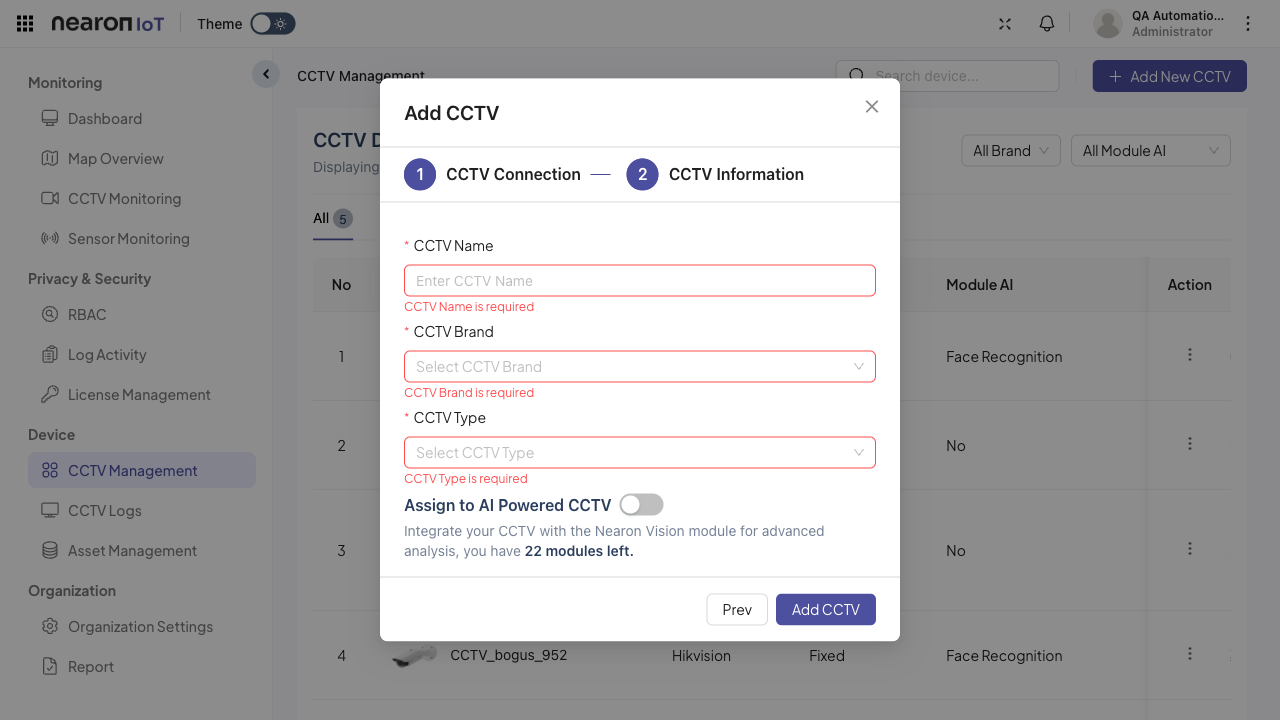 nearon IoT
Theme
QA Automatio...
Administrator
Monitoring
Dashboard
Map Overview
CCTV Monitoring
Sensor Monitoring
Privacy & Security
RBAC
Log Activity
License Management
Device
CCTV Management
CCTV Logs
Asset Management
Organization
Organization Settings
Report
CCTV Management
Search device...
Add New CCTV
CCTV D
Displaying
All Brand
All Module AI
All 5
No
Module AI
Action
1
Face Recognition
2
No
3
No
4
CCTV_bogus_952
Hikvision
Fixed
Face Recognition
Add CCTV
1 CCTV Connection
2 CCTV Information
* CCTV Name
Enter CCTV Name
CCTV Name is required
* CCTV Brand
Select CCTV Brand
CCTV Brand is required
* CCTV Type
Select CCTV Type
CCTV Type is required
Assign to AI Powered CCTV
Integrate your CCTV with the Nearon Vision module for advanced
analysis, you have 22 modules left.
Prev
Add CCTV